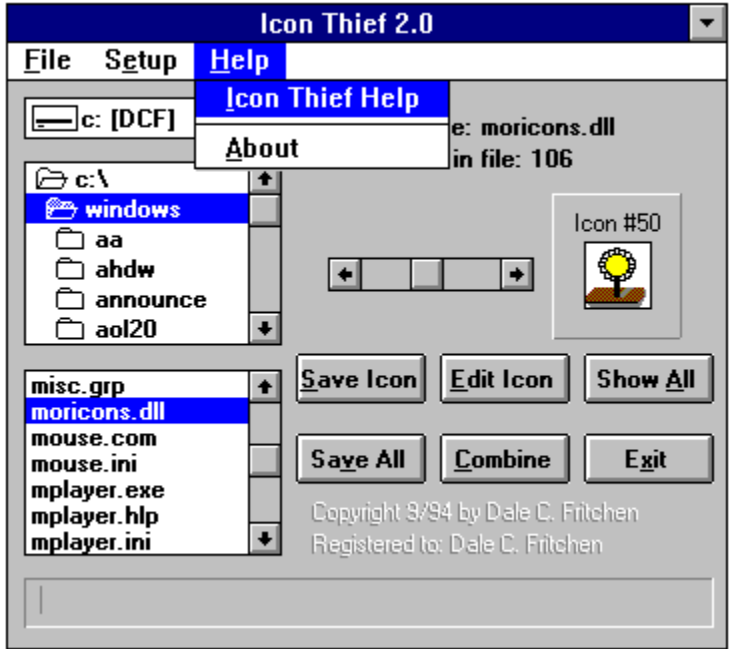 Icon Thief 2.0
File Setup Help
Icon Thief Help
About
c: [DCF]
e: moricons.dll
in file: 106
c:\
windows
aa
ahdw
announce
aol20
Icon #50
misc.grp
moricons.dll
mouse.com
mouse.ini
mplayer.exe
mplayer.hlp
mplayer.ini
Save Icon Edit Icon Show All
Save All Combine Exit
Copyright 9/94 by Dale C. Fritchen
Registered to: Dale C. Fritchen